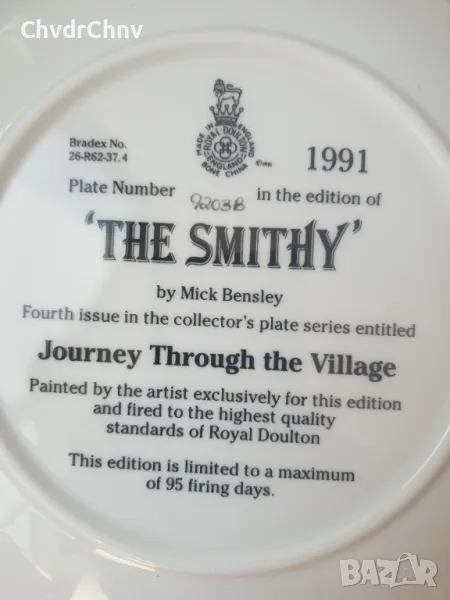 ChvdrChnv
MADE IN ENGLAND
ROYAL DOULTON
ENGLAND
BONE CHINA
Bradex No.
26-R62-37.4
1991
Plate Number 9203B in the edition of
'THE SMITHY'
by Mick Bensley
Fourth issue in the collector's plate series entitled
Journey Through the Village
Painted by the artist exclusively for this edition
and fired to the highest quality
standards of Royal Doulton
This edition is limited to a maximum
of 95 firing days.
BAZAR